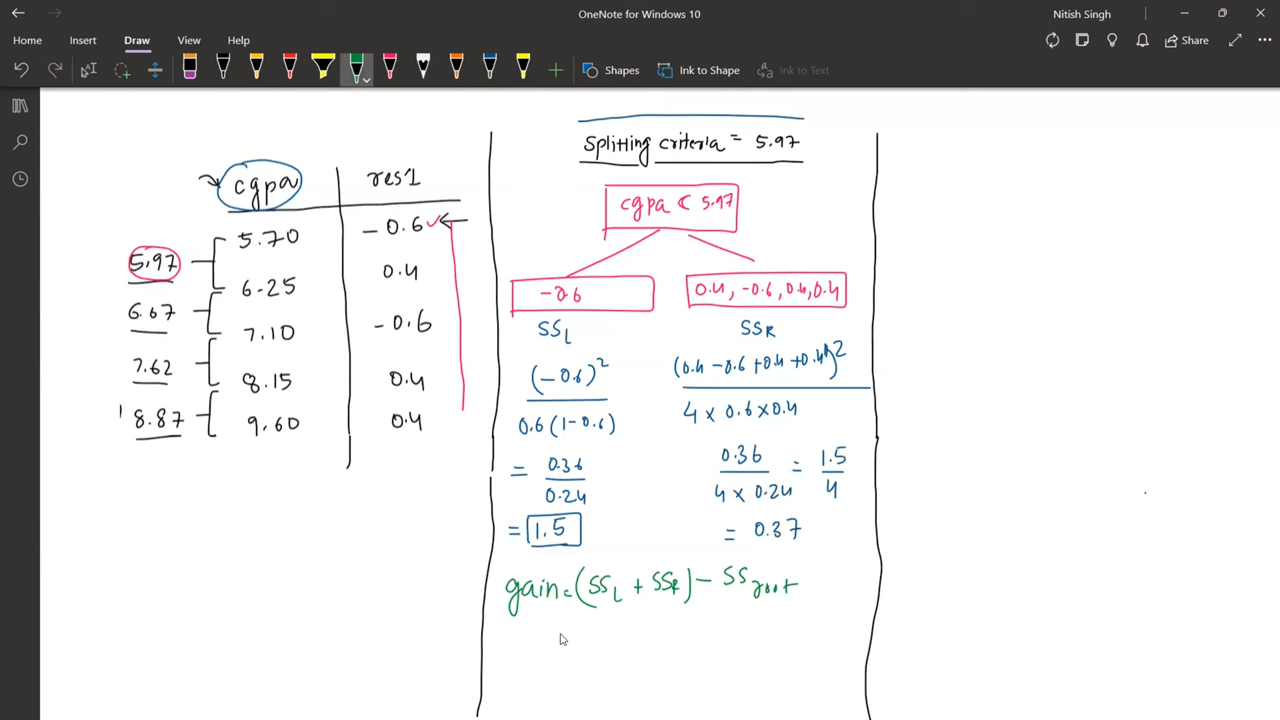 OneNote for Windows 10
Nitish Singh
Home Insert Draw View Help
Share
Shapes Ink to Shape Ink to Text
cgpa res1
5.70 -0.6
6.25 0.4
7.10 -0.6
8.15 0.4
9.60 0.4
5.97
6.67
7.62
8.87
Splitting criteria = 5.97
cgpa < 5.97
-0.6
0.4, -0.6, 0.4, 0.4
SSL SSR
(-0.6)2
0.6(1-0.6)
(0.4 -0.6 +0.4 +0.4)2
4 x 0.6 x 0.4
= 0.36
0.24
0.36 = 1.5
4 x 0.24 4
= 1.5
= 0.37
gain = (SSL + SSR) - SSroot